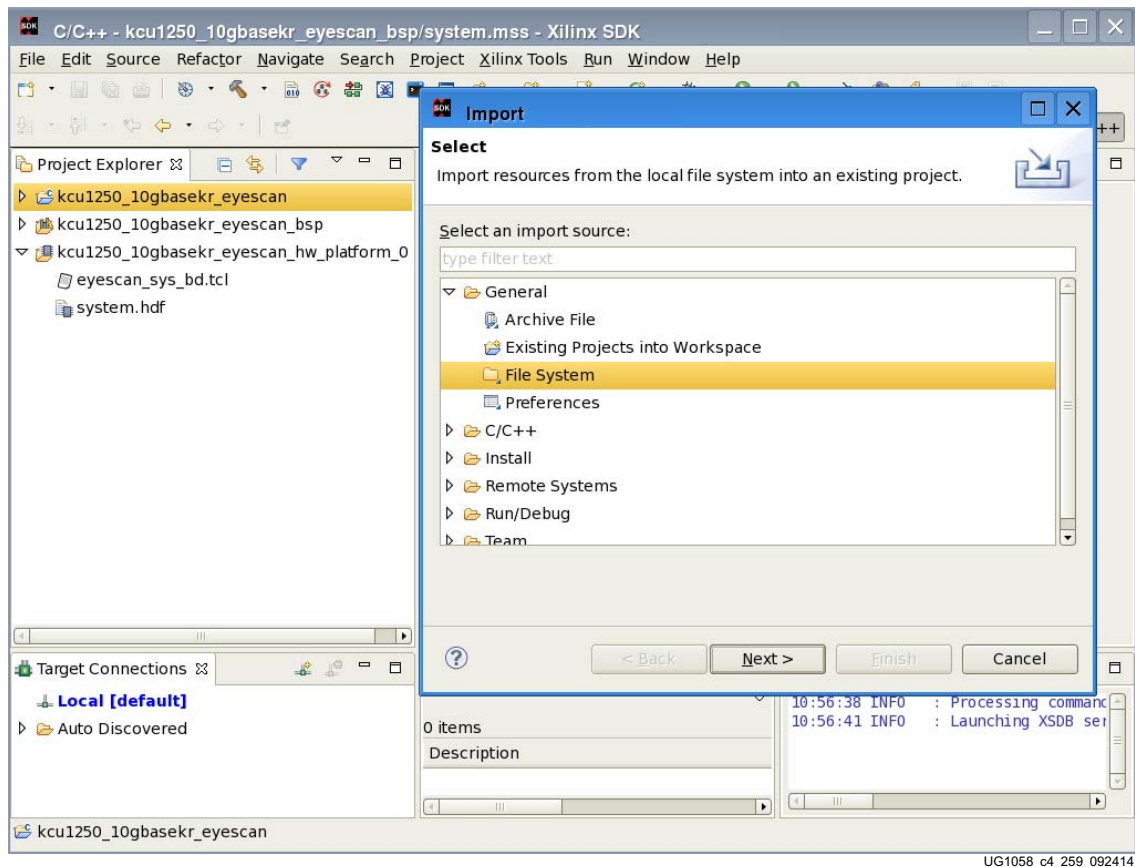 SDK C/C++ - kcu1250_10gbasekr_eyescan_bsp/system.mss - Xilinx SDK
File Edit Source Refactor Navigate Search Project Xilinx Tools Run Window Help
SDK Import
++
Select
Import resources from the local file system into an existing project.
Project Explorer
kcu1250_10gbasekr_eyescan
kcu1250_10gbasekr_eyescan_bsp
kcu1250_10gbasekr_eyescan_hw_platform_0
eyescan_sys_bd.tcl
system.hdf
Select an import source:
type filter text
General
Archive File
Existing Projects into Workspace
File System
Preferences
C/C++
Install
Remote Systems
Run/Debug
Team
< Back Next > Finish Cancel
Target Connections
Local [default]
Auto Discovered
0 items
Description
10:56:38 INFO : Processing command
10:56:41 INFO : Launching XSDB ser
kcu1250_10gbasekr_eyescan
UG1058_c4_259_092414